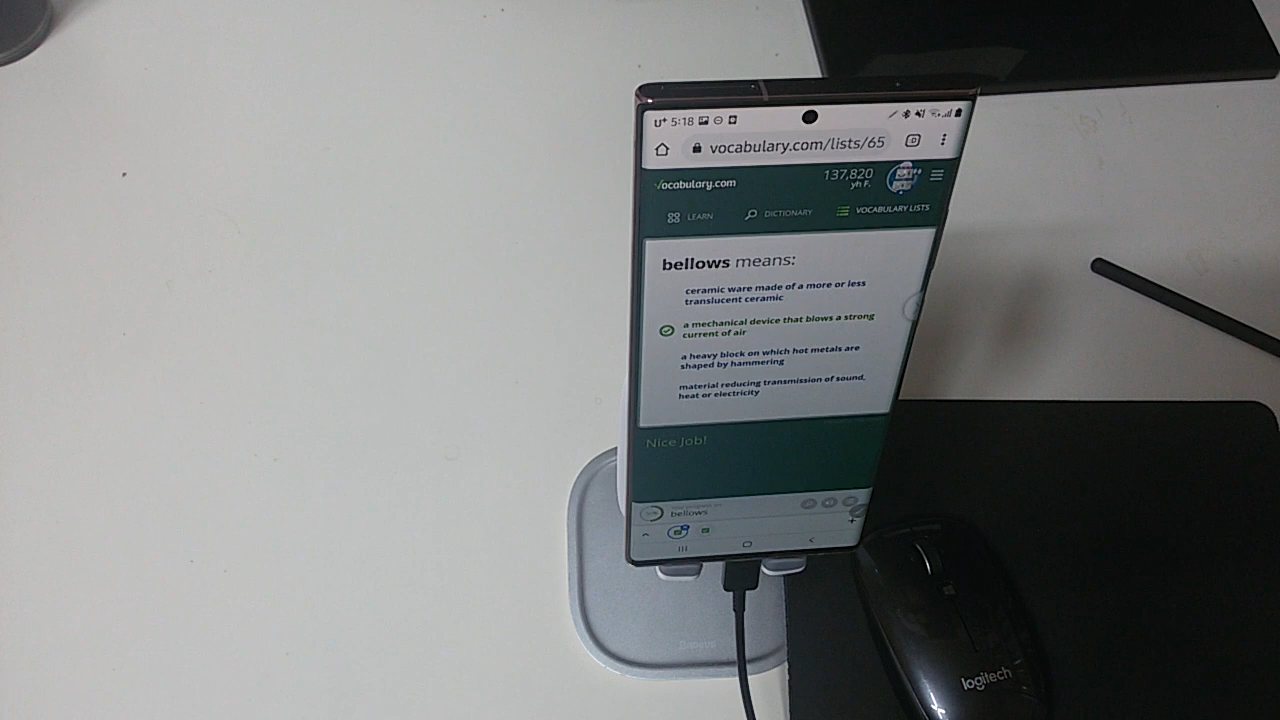 U+ 5:18
vocabulary.com/lists/65
Vocabulary.com
137,820
yh F.
LEARN
DICTIONARY
VOCABULARY LISTS
bellows means:
ceramic ware made of a more or less
translucent ceramic
a mechanical device that blows a strong
current of air
a heavy block on which hot metals are
shaped by hammering
material reducing transmission of sound,
heat or electricity
Nice Job!
bellows
logitech